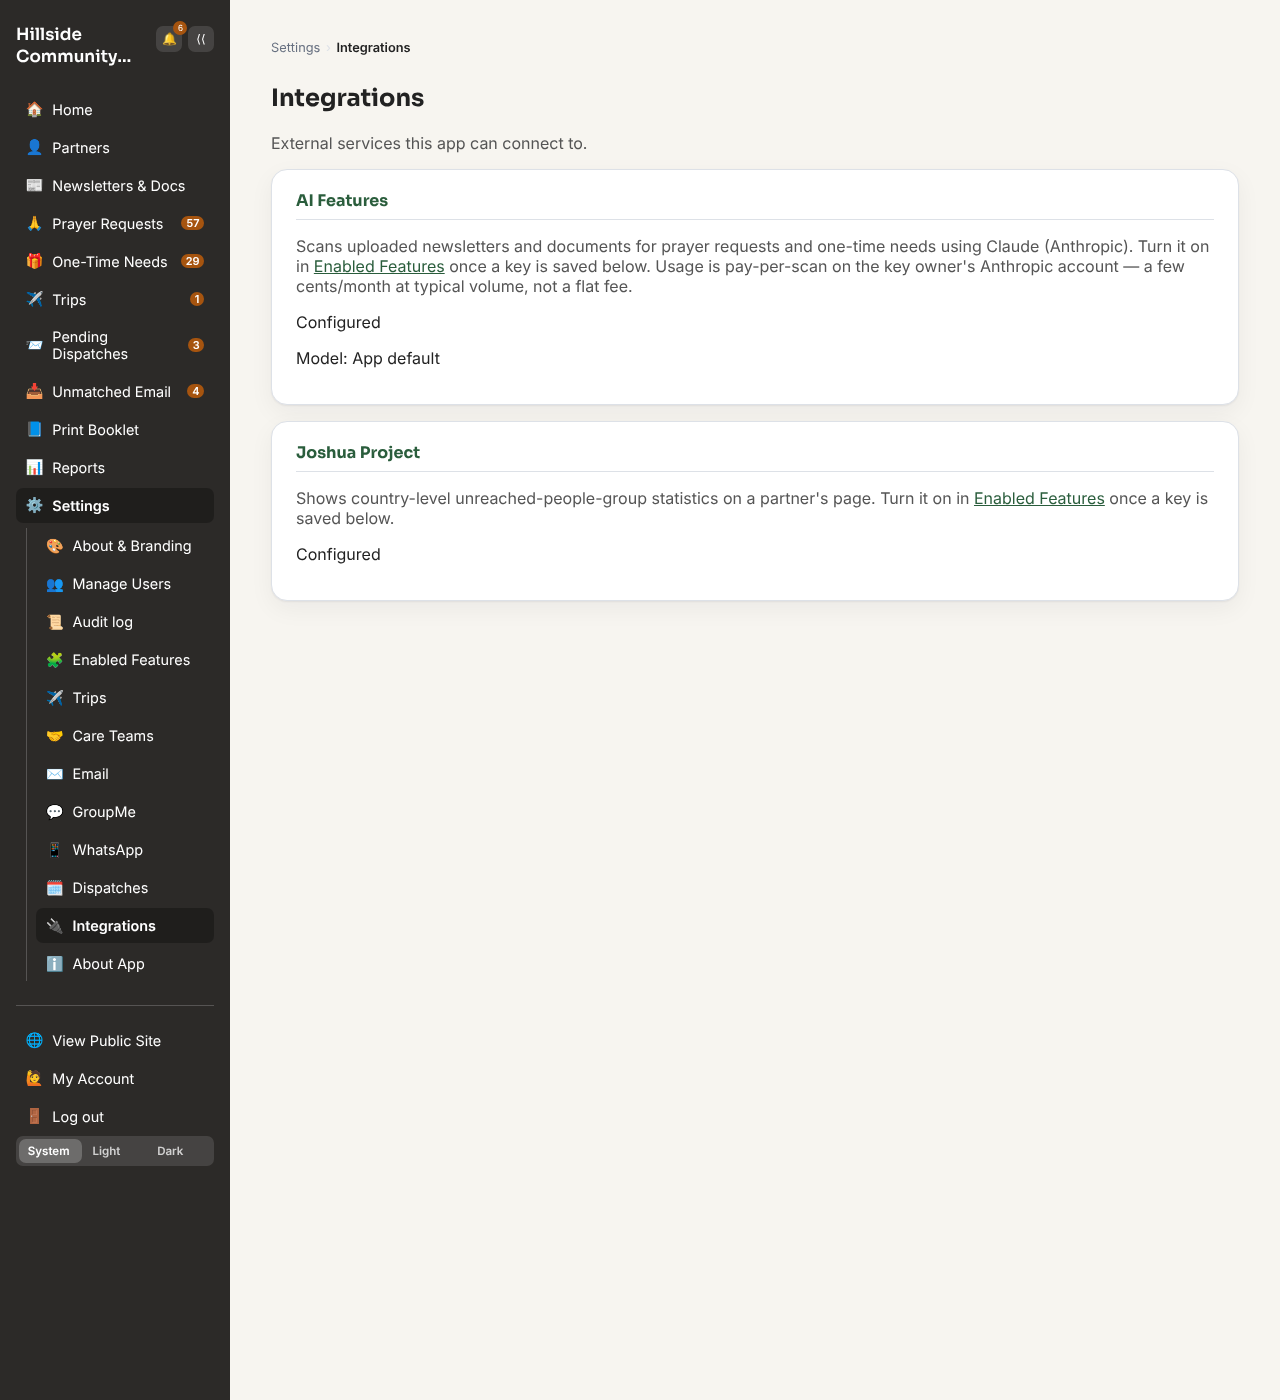 Hillside
Community...
6
⟨⟨
Home
Partners
Newsletters & Docs
Prayer Requests 57
One-Time Needs 29
Trips 1
Pending
Dispatches 3
Unmatched Email 4
Print Booklet
Reports
Settings
About & Branding
Manage Users
Audit log
Enabled Features
Trips
Care Teams
Email
GroupMe
WhatsApp
Dispatches
Integrations
About App
View Public Site
My Account
Log out
System Light Dark
Settings › Integrations
Integrations
External services this app can connect to.
AI Features
Scans uploaded newsletters and documents for prayer requests and one-time needs using Claude (Anthropic). Turn it on
in Enabled Features once a key is saved below. Usage is pay-per-scan on the key owner's Anthropic account — a few
cents/month at typical volume, not a flat fee.
Configured
Model: App default
Joshua Project
Shows country-level unreached-people-group statistics on a partner's page. Turn it on in Enabled Features once a key is
saved below.
Configured